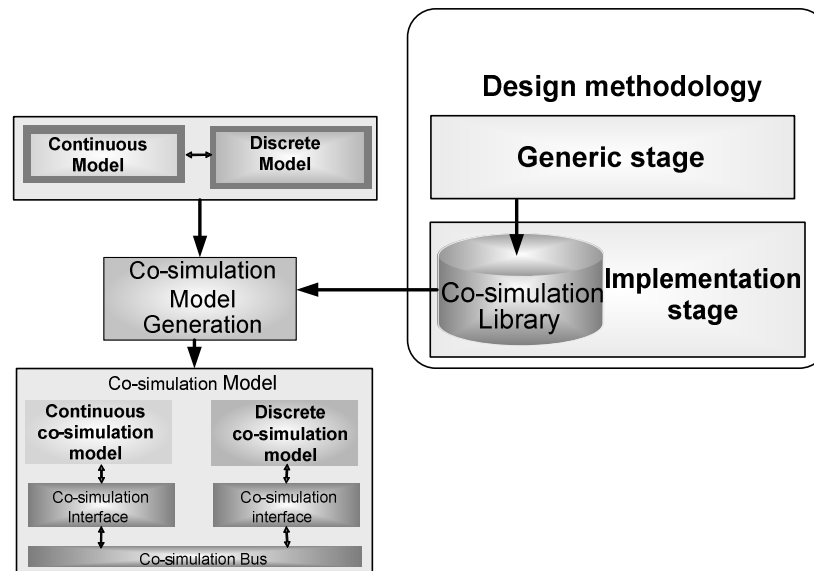 Design methodology
Generic stage
Implementation
stage
Co-simulation
Library
Continuous
Model
Discrete
Model
Co-simulation
Model
Generation
Co-simulation Model
Continuous
co-simulation
model
Discrete
co-simulation
model
Co-simulation
Interface
Co-simulation
interface
Co-simulation Bus